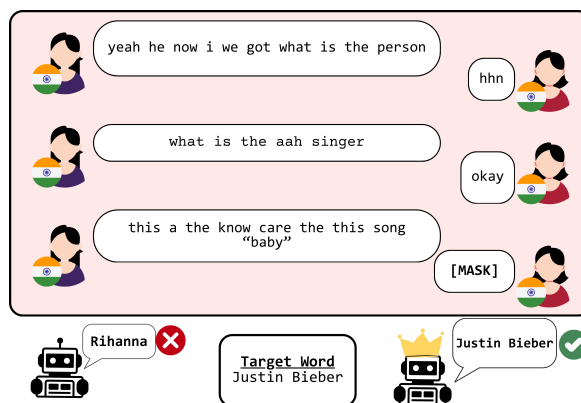 yeah he now i we got what is the person
hhn
what is the aah singer
okay
this a the know care the this song
“baby”
[MASK]
Rihanna
Target Word
Justin Bieber
Justin Bieber